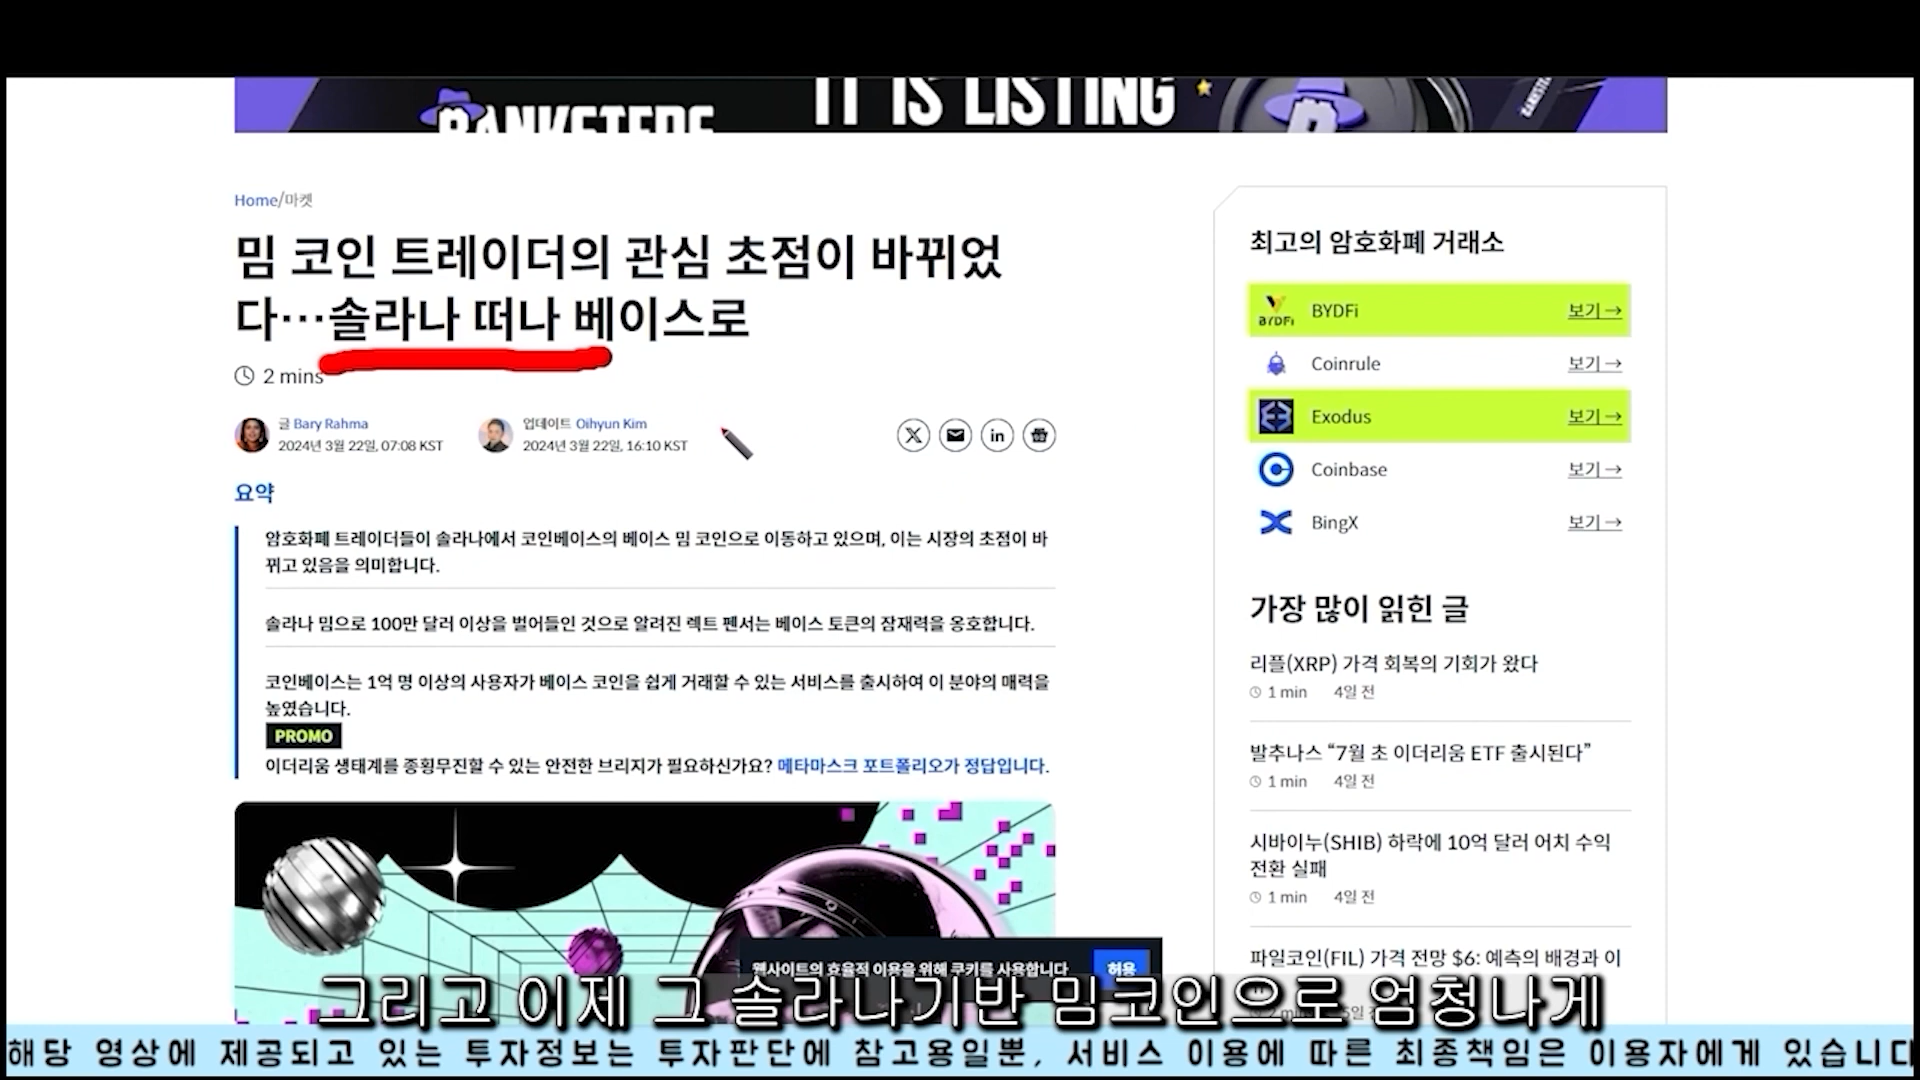 BANKSTERS
IT IS LISTING
Home/마켓
밈 코인 트레이더의 관심 초점이 바뀌었
다…솔라나 떠나 베이스로
2 mins
글 Bary Rahma
2024년 3월 22일, 07:08 KST
업데이트 Oihyun Kim
2024년 3월 22일, 16:10 KST
요약
암호화폐 트레이더들이 솔라나에서 코인베이스의 베이스 밈 코인으로 이동하고 있으며, 이는 시장의 초점이 바
뀌고 있음을 의미합니다.
솔라나 밈으로 100만 달러 이상을 벌어들인 것으로 알려진 렉트 펜서는 베이스 토큰의 잠재력을 옹호합니다.
코인베이스는 1억 명 이상의 사용자가 베이스 코인을 쉽게 거래할 수 있는 서비스를 출시하여 이 분야의 매력을
높였습니다.
PROMO
이더리움 생태계를 종횡무진할 수 있는 안전한 브리지가 필요하신가요? 메타마스크 포트폴리오가 정답입니다.
최고의 암호화폐 거래소
BYDFi
BYDFi 보기→
Coinrule 보기→
Exodus 보기→
Coinbase 보기→
BingX 보기→
가장 많이 읽힌 글
리플(XRP) 가격 회복의 기회가 왔다
1 min 4일 전
발추나스 “7월 초 이더리움 ETF 출시된다”
1 min 4일 전
시바이누(SHIB) 하락에 10억 달러 어치 수익
전환 실패
1 min 4일 전
파일코인(FIL) 가격 전망 $6: 예측의 배경과 이
웹사이트의 효율적 이용을 위해 쿠키를 사용합니다 허용
그리고 이제 그 솔라나기반 밈코인으로 엄청나게
해당 영상에 제공되고 있는 투자정보는 투자판단에 참고용일뿐, 서비스 이용에 따른 최종책임은 이용자에게 있습니다